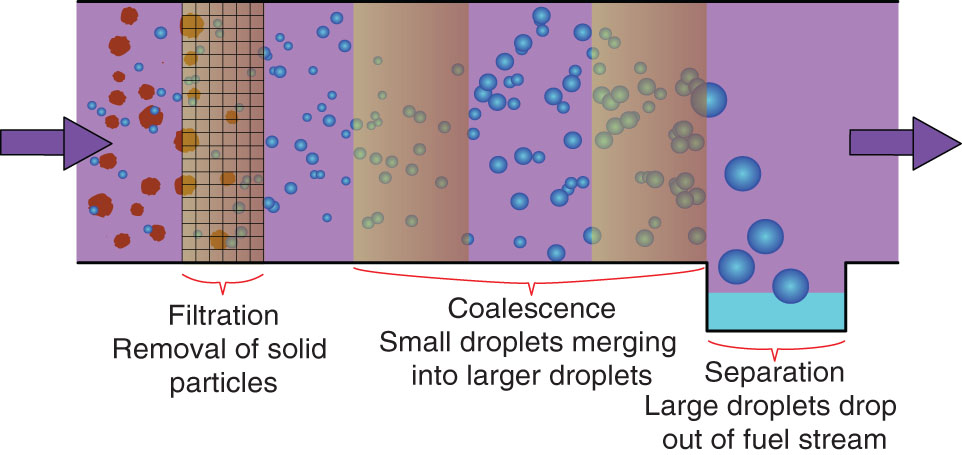 Filtration
Removal of solid
particles
Coalescence
Small droplets merging
into larger droplets
Separation
Large droplets drop
out of fuel stream